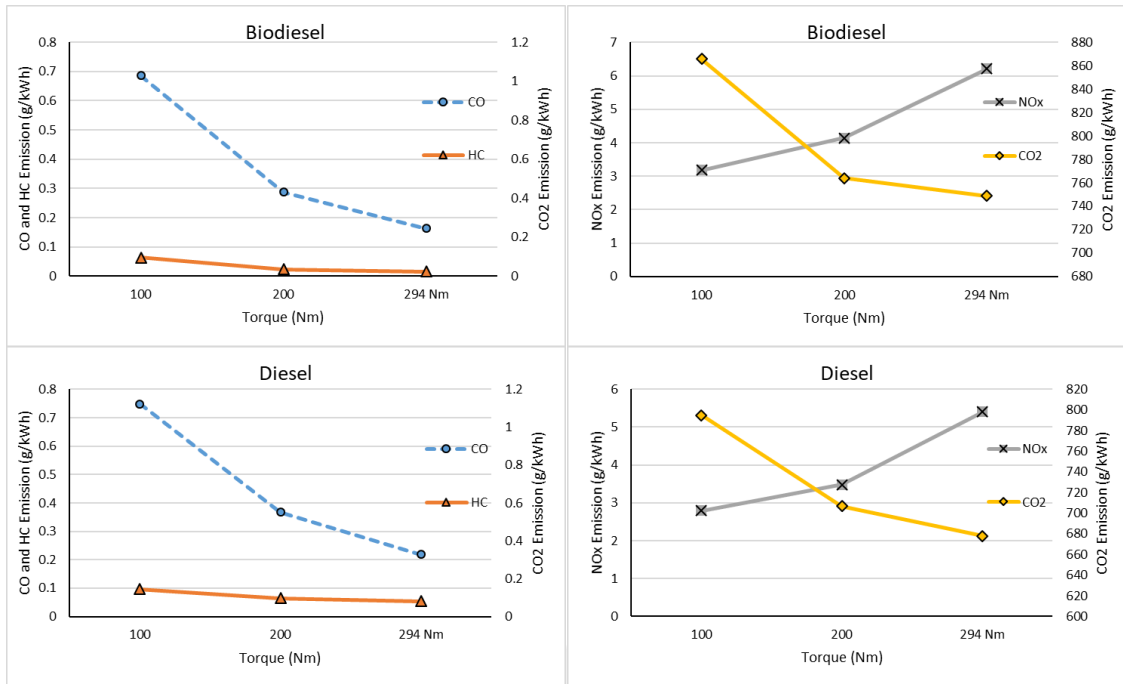 Biodiesel
0.8
0.7
0.6
0.5
0.4
0.3
0.2
0.1
0
CO and HC Emission (g/kWh)
1.2
1
0.8
0.6
0.4
0.2
0
CO2 Emission (g/kWh)
CO
HC
100
200
294 Nm
Torque (Nm)
Biodiesel
7
6
5
4
3
2
1
0
NOx Emission (g/kWh)
880
860
840
820
800
780
760
740
720
700
680
CO2 Emission (g/kWh)
NOx
CO2
100
200
294 Nm
Torque (Nm)
Diesel
0.8
0.7
0.6
0.5
0.4
0.3
0.2
0.1
0
CO and HC Emission (g/kWh)
1.2
1
0.8
0.6
0.4
0.2
0
CO2 Emission (g/kWh)
CO
HC
100
200
294 Nm
Torque (Nm)
Diesel
6
5
4
3
2
1
0
NOx Emission (g/kWh)
820
800
780
760
740
720
700
680
660
640
620
600
CO2 Emission (g/kWh)
NOx
CO2
100
200
294 Nm
Torque (Nm)